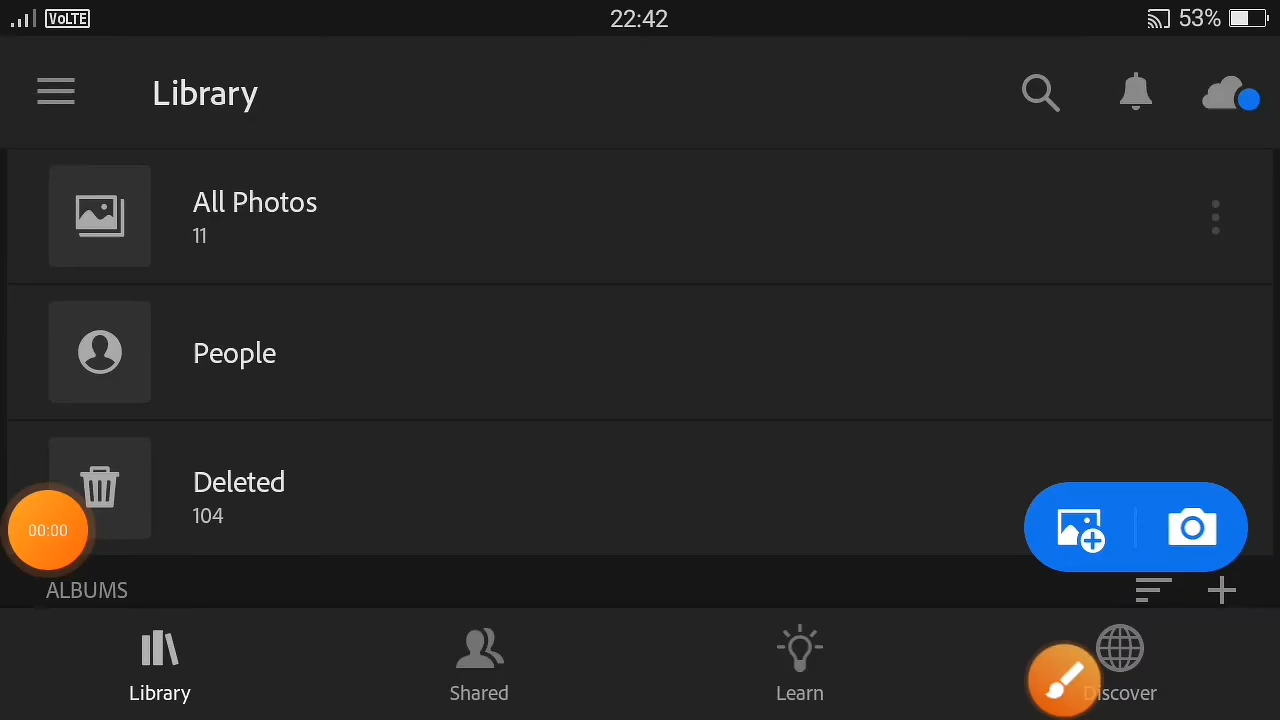 VoLTE 22:42 53%
Library
All Photos
11
People
Deleted
104
00:00
ALBUMS
Library Shared Learn Discover